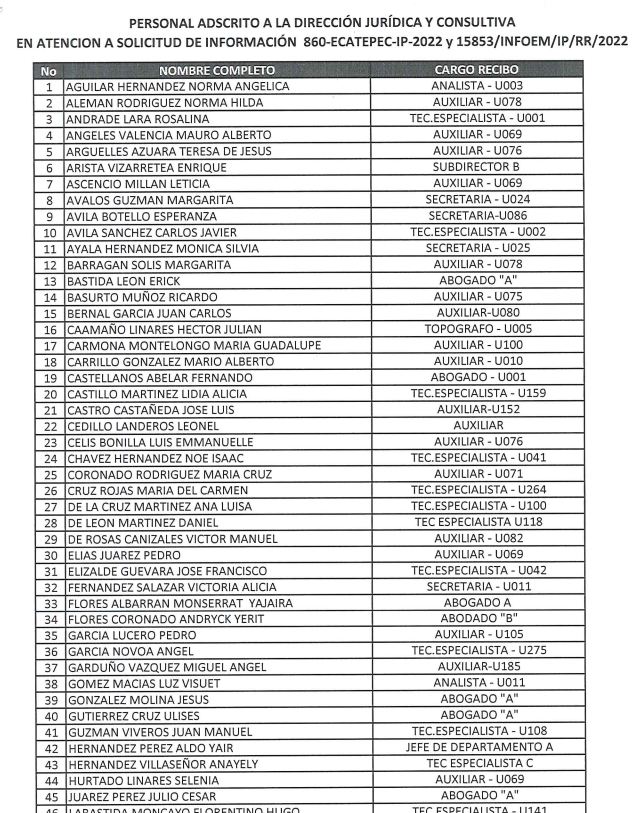 PERSONAL ADSCRITO A LA DIRECCIÓN JURÍDICA Y CONSULTIVA
EN ATENCION A SOLICITUD DE INFORMACIÓN 860-ECATEPEC-IP-2022 y 15853/INFOEM/IP/RR/2022
No NOMBRE COMPLETO CARGO RECIBO
1 AGUILAR HERNANDEZ NORMA ANGELICA ANALISTA - U003
2 ALEMAN RODRIGUEZ NORMA HILDA AUXILIAR - U078
3 ANDRADE LARA ROSALINA TEC.ESPECIALISTA - U001
4 ANGELES VALENCIA MAURO ALBERTO AUXILIAR - U069
5 ARGUELLES AZUARA TERESA DE JESUS AUXILIAR - U076
6 ARISTA VIZARRETEA ENRIQUE SUBDIRECTOR B
7 ASCENCIO MILLAN LETICIA AUXILIAR - U069
8 AVALOS GUZMAN MARGARITA SECRETARIA - U024
9 AVILA BOTELLO ESPERANZA SECRETARIA-U086
10 AVILA SANCHEZ CARLOS JAVIER TEC.ESPECIALISTA - U002
11 AYALA HERNANDEZ MONICA SILVIA SECRETARIA - U025
12 BARRAGAN SOLIS MARGARITA AUXILIAR - U078
13 BASTIDA LEON ERICK ABOGADO "A"
14 BASURTO MUÑOZ RICARDO AUXILIAR - U075
15 BERNAL GARCIA JUAN CARLOS AUXILIAR-U080
16 CAAMAÑO LINARES HECTOR JULIAN TOPOGRAFO - U005
17 CARMONA MONTELONGO MARIA GUADALUPE AUXILIAR - U100
18 CARRILLO GONZALEZ MARIO ALBERTO AUXILIAR - U010
19 CASTELLANOS ABELAR FERNANDO ABOGADO - U001
20 CASTILLO MARTINEZ LIDIA ALICIA TEC.ESPECIALISTA - U159
21 CASTRO CASTAÑEDA JOSE LUIS AUXILIAR-U152
22 CEDILLO LANDEROS LEONEL AUXILIAR
23 CELIS BONILLA LUIS EMMANUELLE AUXILIAR - U076
24 CHAVEZ HERNANDEZ NOE ISAAC TEC.ESPECIALISTA - U041
25 CORONADO RODRIGUEZ MARIA CRUZ AUXILIAR - U071
26 CRUZ ROJAS MARIA DEL CARMEN TEC.ESPECIALISTA - U264
27 DE LA CRUZ MARTINEZ ANA LUISA TEC.ESPECIALISTA - U100
28 DE LEON MARTINEZ DANIEL TEC ESPECIALISTA U118
29 DE ROSAS CANIZALES VICTOR MANUEL AUXILIAR - U082
30 ELIAS JUAREZ PEDRO AUXILIAR - U069
31 ELIZALDE GUEVARA JOSE FRANCISCO TEC.ESPECIALISTA - U042
32 FERNANDEZ SALAZAR VICTORIA ALICIA SECRETARIA - U011
33 FLORES ALBARRAN MONSERRAT YAJAIRA ABOGADO A
34 FLORES CORONADO ANDRYCK YERIT ABODADO "B"
35 GARCIA LUCERO PEDRO AUXILIAR - U105
36 GARCIA NOVOA ANGEL TEC.ESPECIALISTA - U275
37 GARDUÑO VAZQUEZ MIGUEL ANGEL AUXILIAR-U185
38 GOMEZ MACIAS LUZ VISUET ANALISTA - U011
39 GONZALEZ MOLINA JESUS ABOGADO "A"
40 GUTIERREZ CRUZ ULISES ABOGADO "A"
41 GUZMAN VIVEROS JUAN MANUEL TEC.ESPECIALISTA - U108
42 HERNANDEZ PEREZ ALDO YAIR JEFE DE DEPARTAMENTO A
43 HERNANDEZ VILLASEÑOR ANAYELY TEC ESPECIALISTA C
44 HURTADO LINARES SELENIA AUXILIAR - U069
45 JUAREZ PEREZ JULIO CESAR ABOGADO "A"
46 LABASTIDA MONCAYO FLORENTINO HUGO TEC.ESPECIALISTA - U141